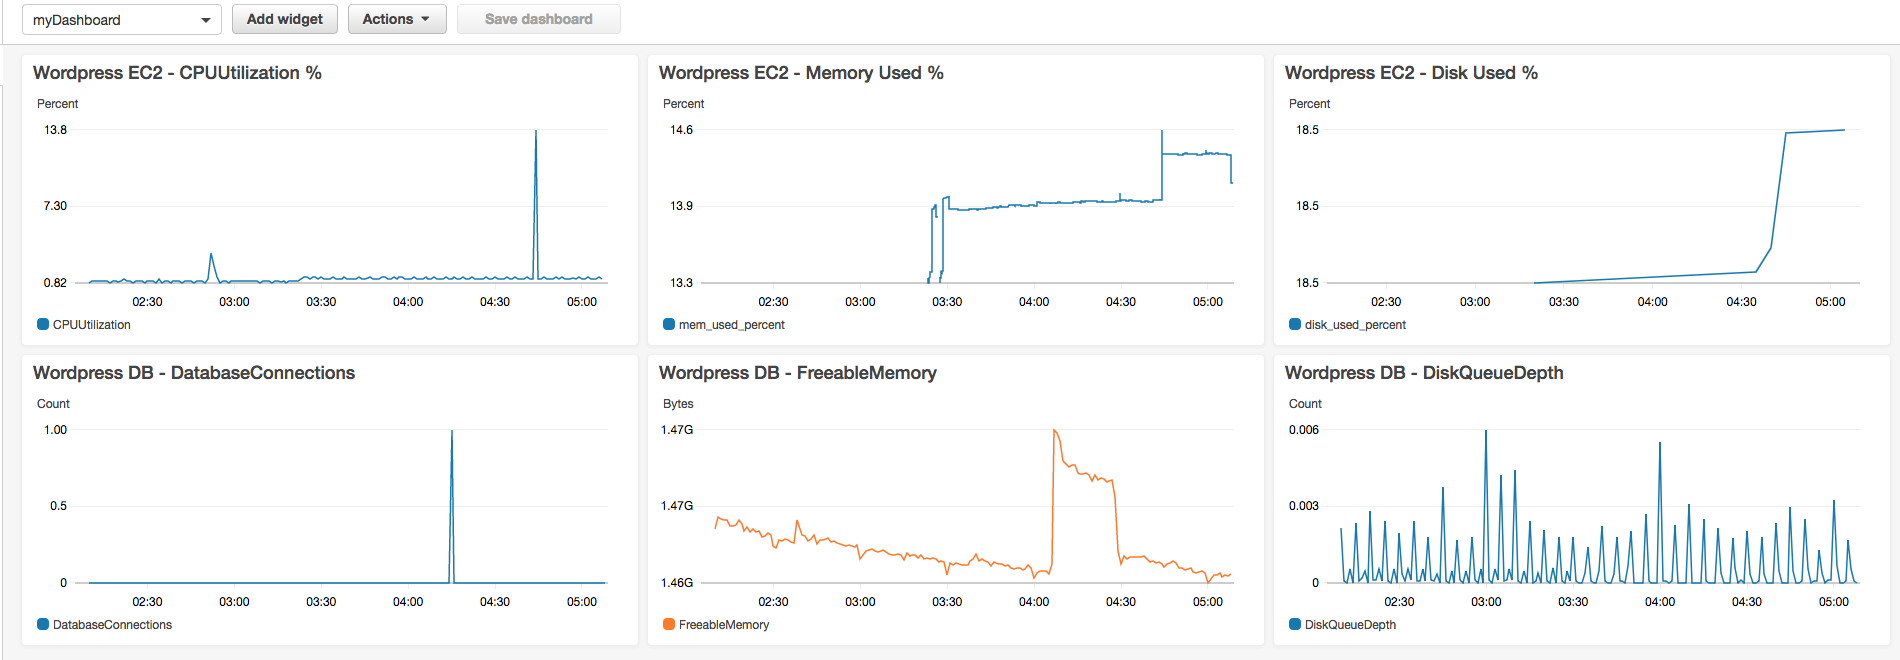 myDashboard Add widget Actions Save dashboard
Wordpress EC2 - CPUUtilization %
Percent
13.8
7.30
0.82
02:30 03:00 03:30 04:00 04:30 05:00
CPUUtilization
Wordpress EC2 - Memory Used %
Percent
14.6
13.9
13.3
02:30 03:00 03:30 04:00 04:30 05:00
mem_used_percent
Wordpress EC2 - Disk Used %
Percent
18.5
18.5
18.5
02:30 03:00 03:30 04:00 04:30 05:00
disk_used_percent
Wordpress DB - DatabaseConnections
Count
1.00
0.5
0
02:30 03:00 03:30 04:00 04:30 05:00
DatabaseConnections
Wordpress DB - FreeableMemory
Bytes
1.47G
1.47G
1.46G
02:30 03:00 03:30 04:00 04:30 05:00
FreeableMemory
Wordpress DB - DiskQueueDepth
Count
0.006
0.003
0
02:30 03:00 03:30 04:00 04:30 05:00
DiskQueueDepth